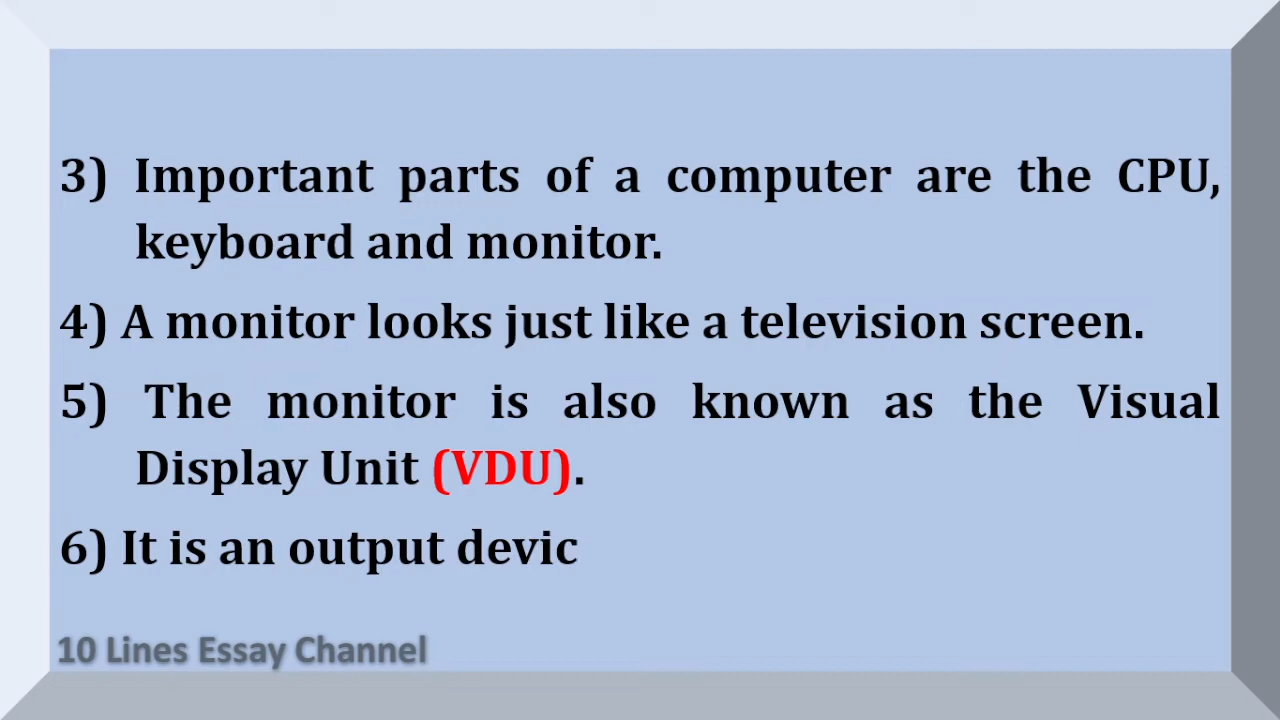 3) Important parts of a computer are the CPU,
keyboard and monitor.
4) A monitor looks just like a television screen.
5) The monitor is also known as the Visual
Display Unit (VDU).
6) It is an output devic
10 Lines Essay Channel